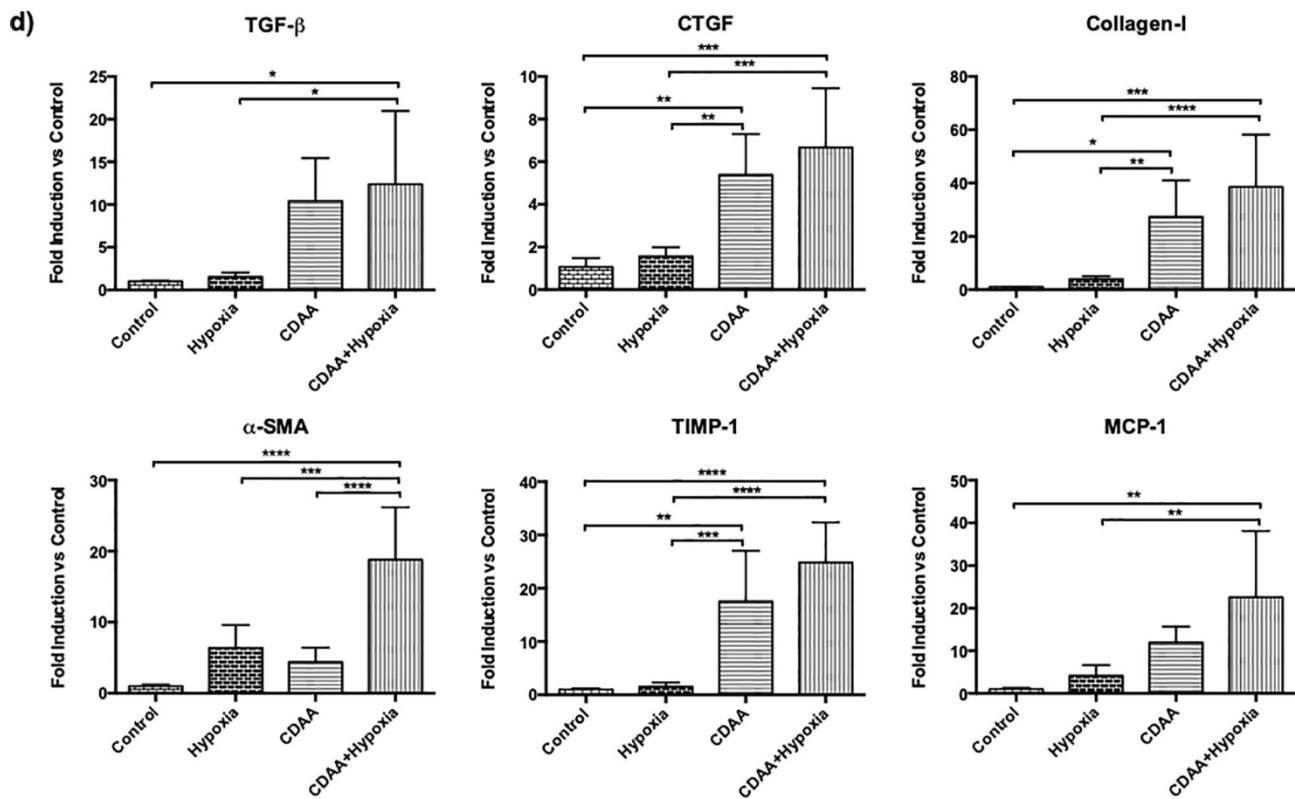 d)
TGF-β
Fold Induction vs Control
25
20
15
10
5
0
*
*
Control
Hypoxia
CDAA
CDAA+Hypoxia
CTGF
Fold Induction vs Control
10
8
6
4
2
0
***
***
**
**
Control
Hypoxia
CDAA
CDAA+Hypoxia
Collagen-I
Fold Induction vs Control
80
60
40
20
0
***
****
*
**
Control
Hypoxia
CDAA
CDAA+Hypoxia
α-SMA
Fold Induction vs Control
30
20
10
0
****
***
****
Control
Hypoxia
CDAA
CDAA+Hypoxia
TIMP-1
Fold Induction vs Control
40
30
20
10
0
****
****
**
***
Control
Hypoxia
CDAA
CDAA+Hypoxia
MCP-1
Fold Induction vs Control
50
40
30
20
10
0
**
**
Control
Hypoxia
CDAA
CDAA+Hypoxia